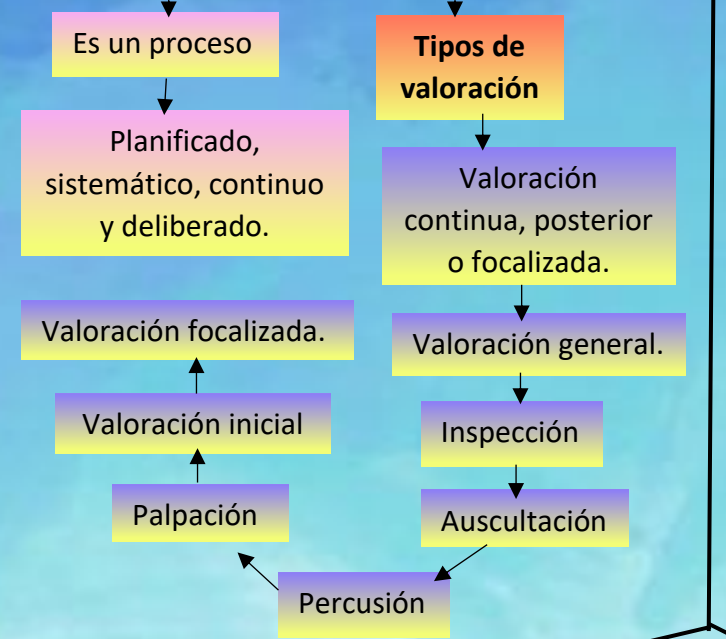 Es un proceso
Planificado,
sistemático, continuo
y deliberado.
Tipos de
valoración
Valoración
continua, posterior
o focalizada.
Valoración general.
Inspección
Auscultación
Percusión
Palpación
Valoración inicial
Valoración focalizada.